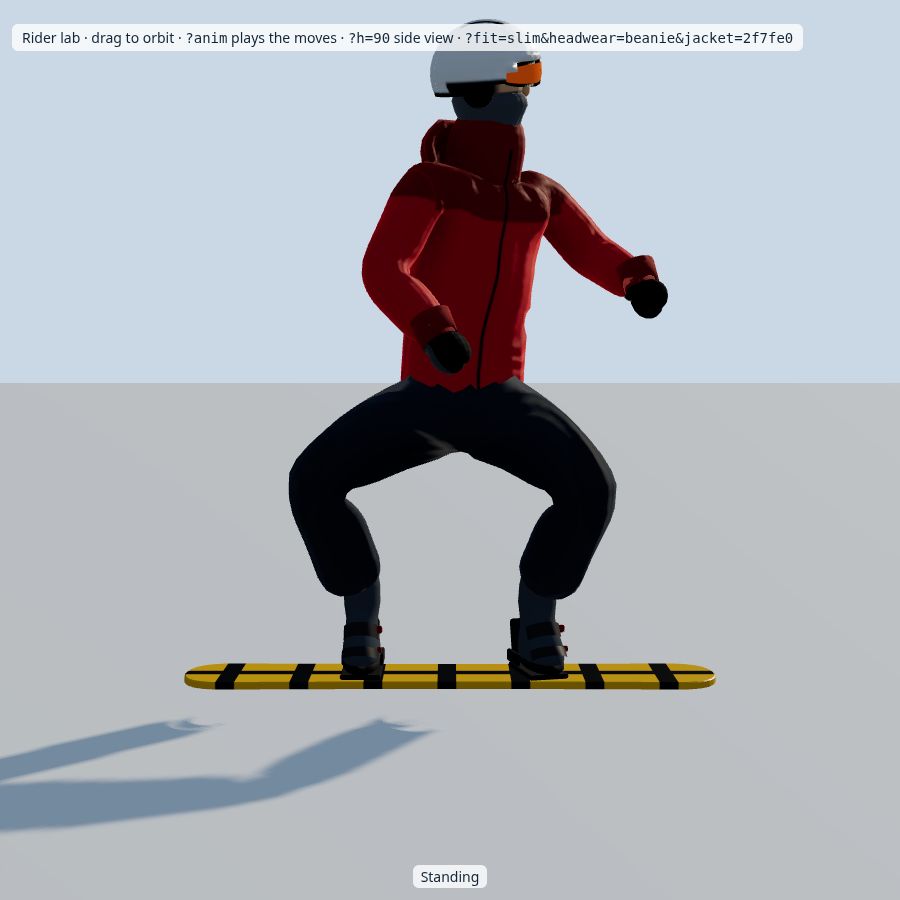 Rider lab · drag to orbit · ?anim plays the moves · ?h=90 side view · ?fit=slim&headwear=beanie&jacket=2f7fe0
Standing